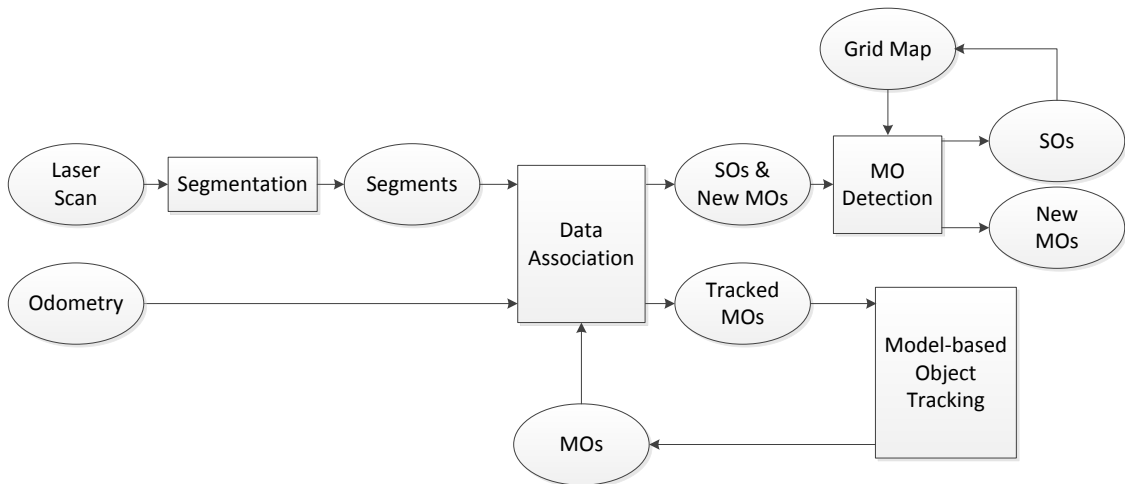 Grid Map
Laser
Scan
Segmentation
Segments
SOs &
New MOs
MO
Detection
SOs
New
MOs
Data
Association
Odometry
Tracked
MOs
Model-based
Object
Tracking
MOs